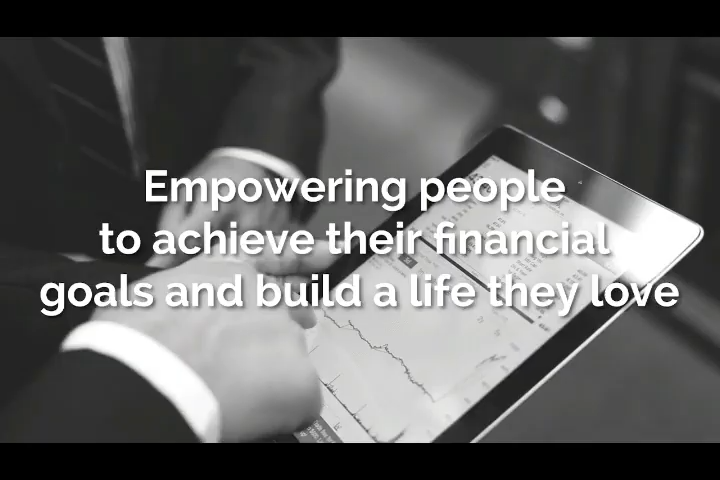 Empowering people
to achieve their financial
goals and build a life they love